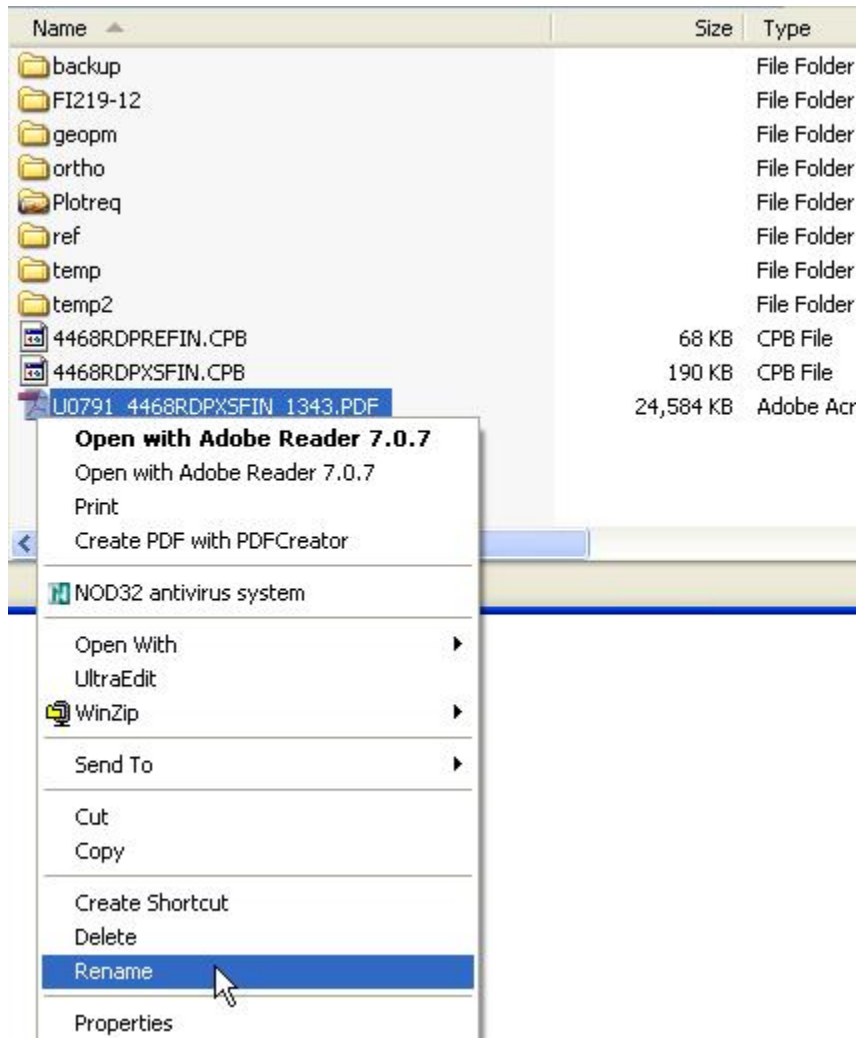 Name Size Type
backup File Folder
FI219-12 File Folder
geopm File Folder
ortho File Folder
Plotreq File Folder
ref File Folder
temp File Folder
temp2 File Folder
4468RDPREFIN.CPB 68 KB CPB File
4468RDPXSFIN.CPB 190 KB CPB File
U0791_4468RDPXSFIN_1343.PDF 24,584 KB Adobe Acr
Open with Adobe Reader 7.0.7
Open with Adobe Reader 7.0.7
Print
Create PDF with PDFCreator
NOD32 antivirus system
Open With
UltraEdit
WinZip
Send To
Cut
Copy
Create Shortcut
Delete
Rename
Properties